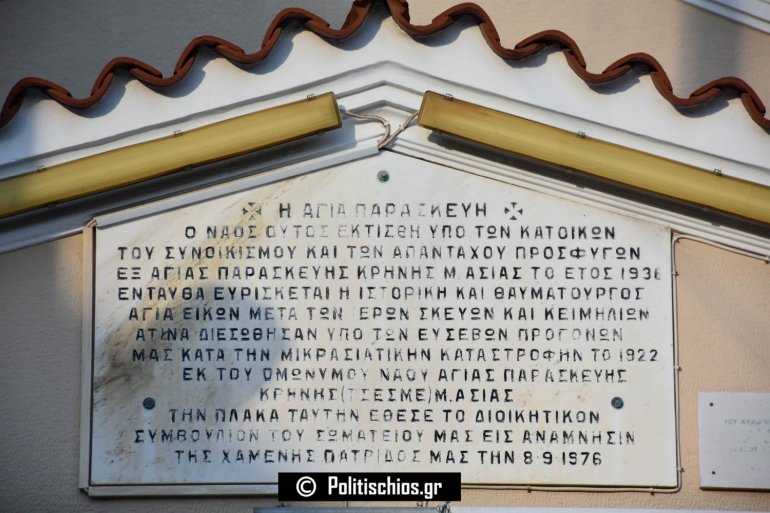 ✠ Η ΑΓΙΑ ΠΑΡΑΣΚΕΥΗ ✠
Ο ΝΑΟΣ ΟΥΤΟΣ ΕΚΤΙΣΘΗ ΥΠΟ ΤΩΝ ΚΑΤΟΙΚΩΝ
ΤΟΥ ΣΥΝΟΙΚΙΣΜΟΥ ΚΑΙ ΤΩΝ ΑΠΑΝΤΑΧΟΥ ΠΡΟΣΦΥΓΩΝ
ΕΞ ΑΓΙΑΣ ΠΑΡΑΣΚΕΥΗΣ ΚΡΗΝΗΣ Μ.ΑΣΙΑΣ ΤΟ ΕΤΟΣ 1936
ΕΝΤΑΥΘΑ ΕΥΡΙΣΚΕΤΑΙ Η ΙΣΤΟΡΙΚΗ ΚΑΙ ΘΑΥΜΑΤΟΥΡΓΟΣ
ΑΓΙΑ ΕΙΚΩΝ ΜΕΤΑ ΤΩΝ ΙΕΡΩΝ ΣΚΕΥΩΝ ΚΑΙ ΚΕΙΜΗΛΙΩΝ
ΑΤΙΝΑ ΔΙΕΣΩΘΗΣΑΝ ΥΠΟ ΤΩΝ ΕΥΣΕΒΩΝ ΠΡΟΓΟΝΩΝ
ΜΑΣ ΚΑΤΑ ΤΗΝ ΜΙΚΡΑΣΙΑΤΙΚΗΝ ΚΑΤΑΣΤΡΟΦΗΝ ΤΟ 1922
ΕΚ ΤΟΥ ΟΜΩΝΥΜΟΥ ΝΑΟΥ ΑΓΙΑΣ ΠΑΡΑΣΚΕΥΗΣ
ΚΡΗΝΗΣ (ΤΣΕΣΜΕ) Μ.ΑΣΙΑΣ
ΤΗΝ ΠΛΑΚΑ ΤΑΥΤΗΝ ΕΘΕΣΕ ΤΟ ΔΙΟΙΚΗΤΙΚΟΝ
ΣΥΜΒΟΥΛΙΟΝ ΤΟΥ ΣΩΜΑΤΕΙΟΥ ΜΑΣ ΕΙΣ ΑΝΑΜΝΗΣΙΝ
ΤΗΣ ΧΑΜΕΝΗΣ ΠΑΤΡΙΔΟΣ ΜΑΣ ΤΗΝ 8-9-1976
© Politischios.gr